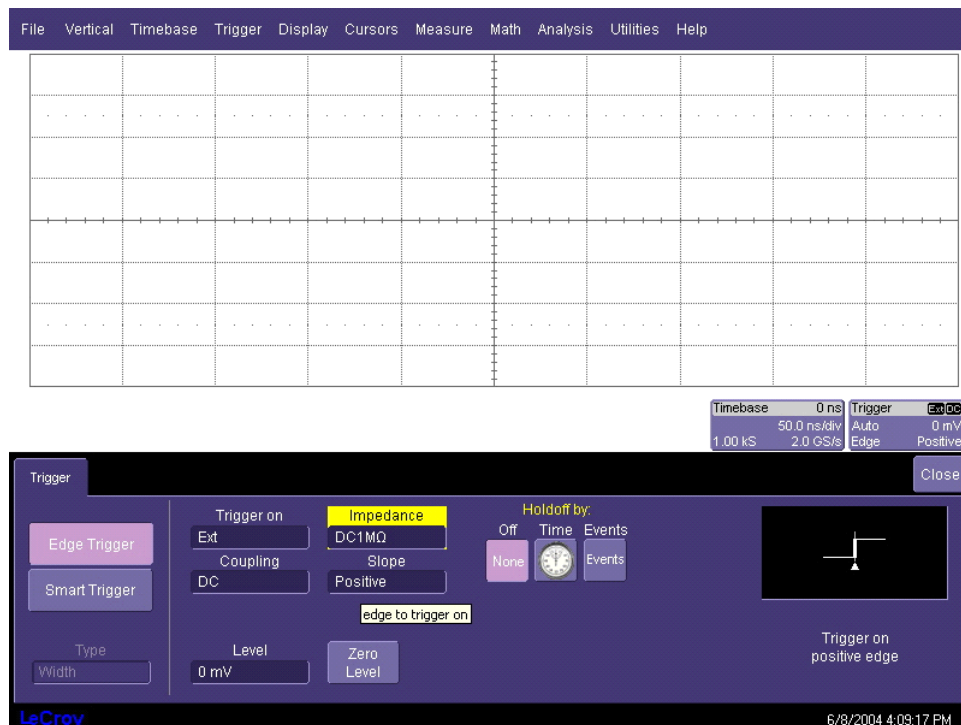 File Vertical Timebase Trigger Display Cursors Measure Math Analysis Utilities Help
Timebase 0 ns
50.0 ns/div
1.00 kS 2.0 GS/s
Trigger Ext DC
Auto 0 mV
Edge Positive
Trigger
Close
Edge Trigger
Smart Trigger
Type
Width
Trigger on
Ext
Coupling
DC
Level
0 mV
Impedance
DC1MΩ
Slope
Positive
edge to trigger on
Zero
Level
Holdoff by:
Off Time Events
None Events
Trigger on
positive edge
LeCroy
6/8/2004 4:09:17 PM